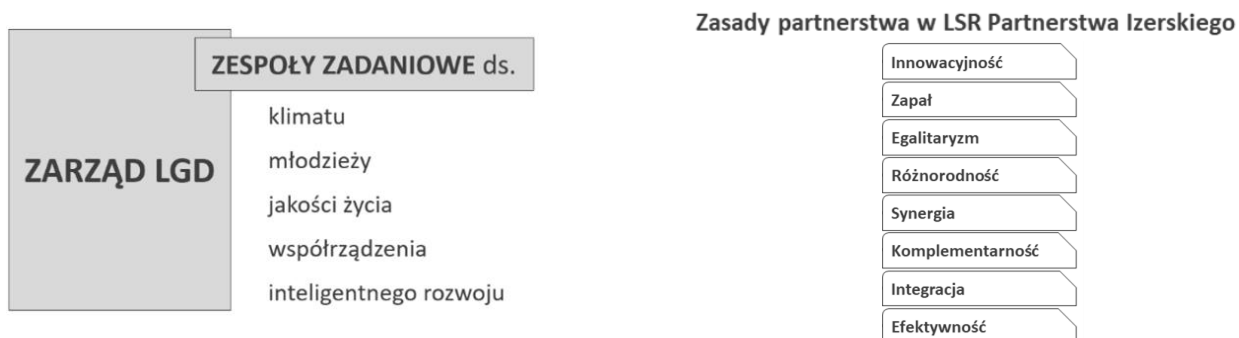 ZARZĄD LGD
ZESPOŁY ZADANIOWE ds.
klimatu
młodzieży
jakości życia
współrządzenia
inteligentnego rozwoju
Zasady partnerstwa w LSR Partnerstwa Izerskiego
Innowacyjność
Zapał
Egalitaryzm
Różnorodność
Synergia
Komplementarność
Integracja
Efektywność